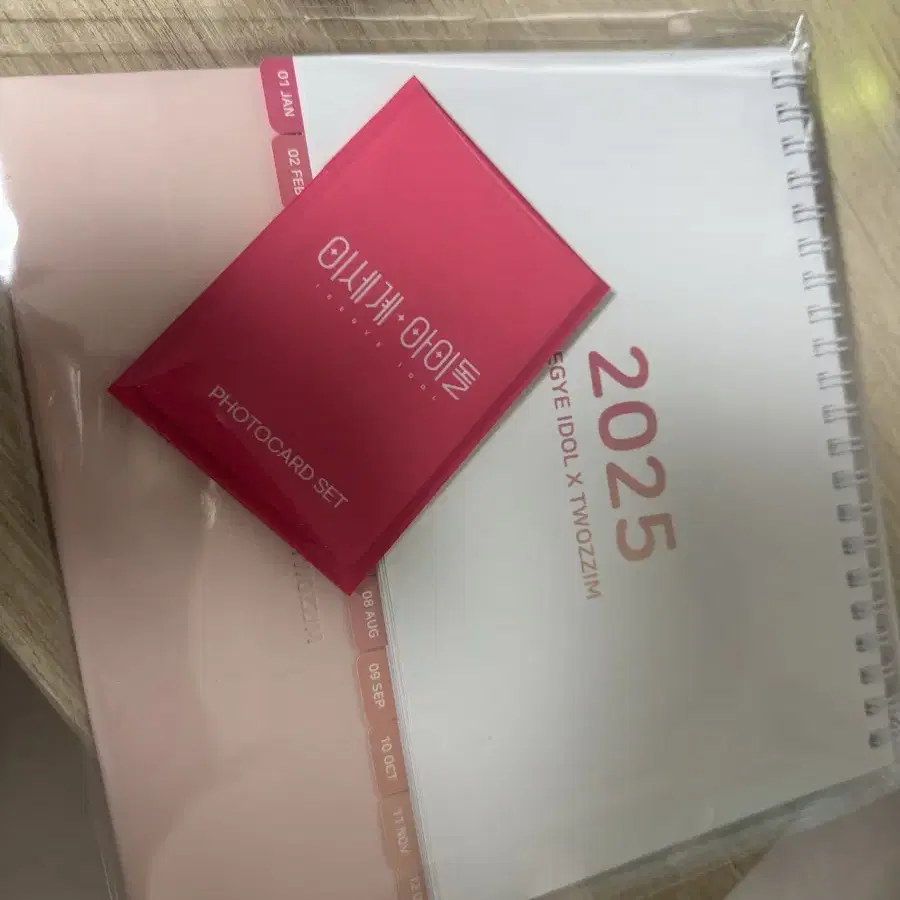 이세계아이돌
ISEGYE IDOL
PHOTOCARD SET
2025
EGYE IDOL X TWOZZIM
01 JAN
02 FEB
08 AUG
09 SEP
10 OCT
11 NOV